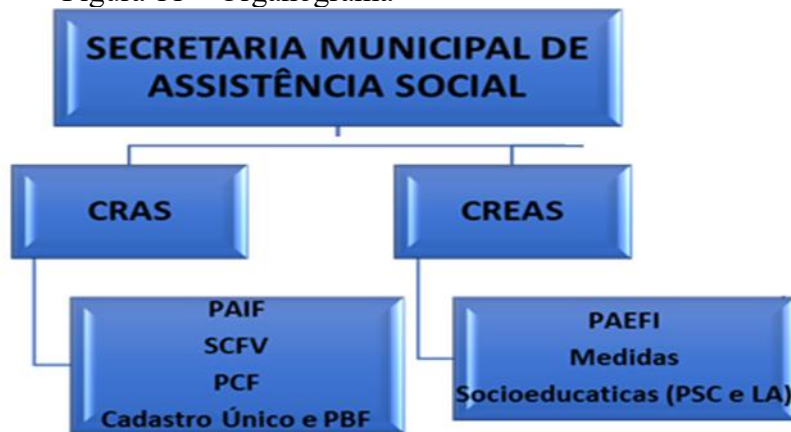 SECRETARIA MUNICIPAL DE
ASSISTÊNCIA SOCIAL
CRAS
CREAS
PAIF
SCFV
PCF
Cadastro Único e PBF
PAEFI
Medidas
Socioeducaticas (PSC e LA)